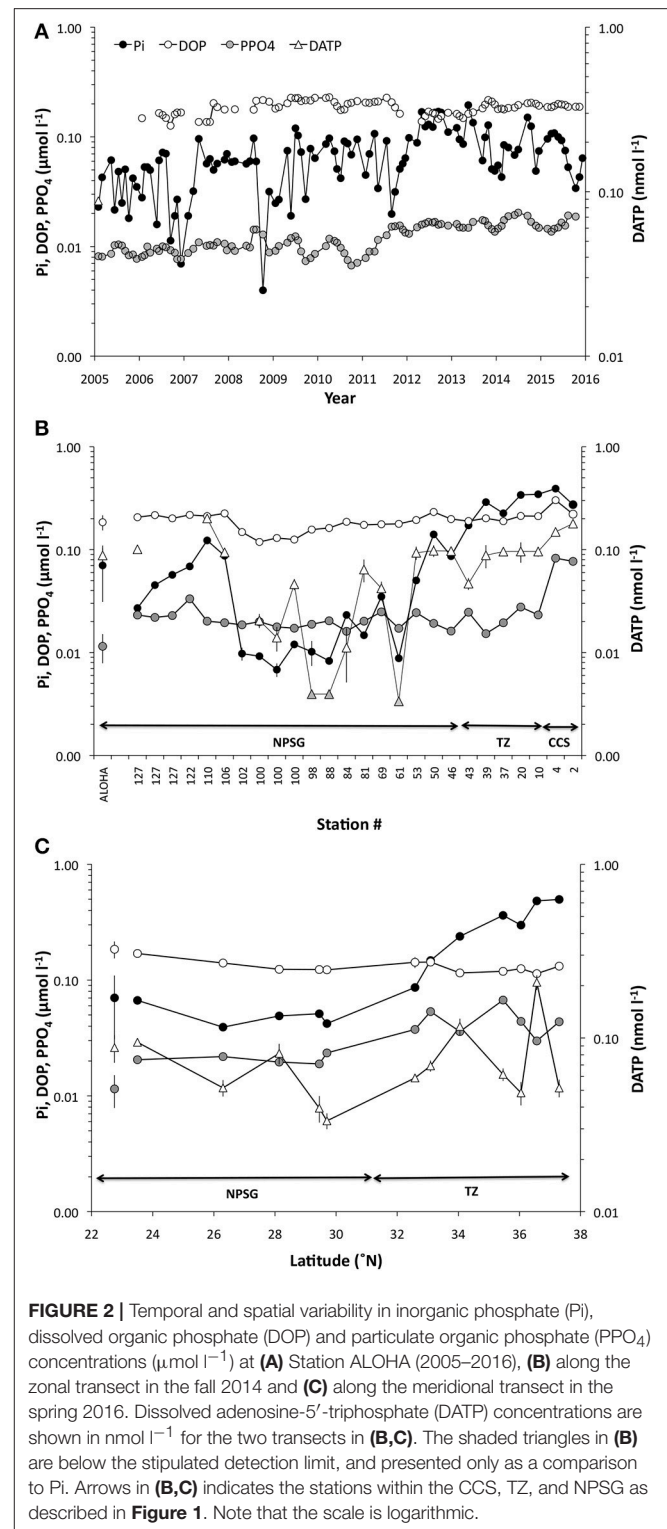 A
Pi DOP PPO4 DATP
1.00
0.10
0.01
0.00
Pi, DOP, PPO4 (µmol l-1)
0.10
0.01
DATP (nmol l-1)
2005 2006 2007 2008 2009 2010 2011 2012 2013 2014 2015 2016
Year
B
1.00
0.10
0.01
0.00
Pi, DOP, PPO4 (µmol l-1)
1.00
0.10
0.01
0.00
DATP (nmol l-1)
NPSG TZ CCS
ALOHA 127 127 127 122 110 106 102 100 100 100 98 88 84 81 69 61 53 50 46 43 39 37 20 10 4 2
Station #
C
1.00
0.10
0.01
0.00
Pi, DOP, PPO4 (µmol l-1)
1.00
0.10
0.01
DATP (nmol l-1)
NPSG TZ
22 24 26 28 30 32 34 36 38
Latitude (˚N)
FIGURE 2 | Temporal and spatial variability in inorganic phosphate (Pi),
dissolved organic phosphate (DOP) and particulate organic phosphate (PPO4)
concentrations (µmol l−1) at (A) Station ALOHA (2005–2016), (B) along the
zonal transect in the fall 2014 and (C) along the meridional transect in the
spring 2016. Dissolved adenosine-5′-triphosphate (DATP) concentrations are
shown in nmol l−1 for the two transects in (B,C). The shaded triangles in (B)
are below the stipulated detection limit, and presented only as a comparison
to Pi. Arrows in (B,C) indicates the stations within the CCS, TZ, and NPSG as
described in Figure 1. Note that the scale is logarithmic.